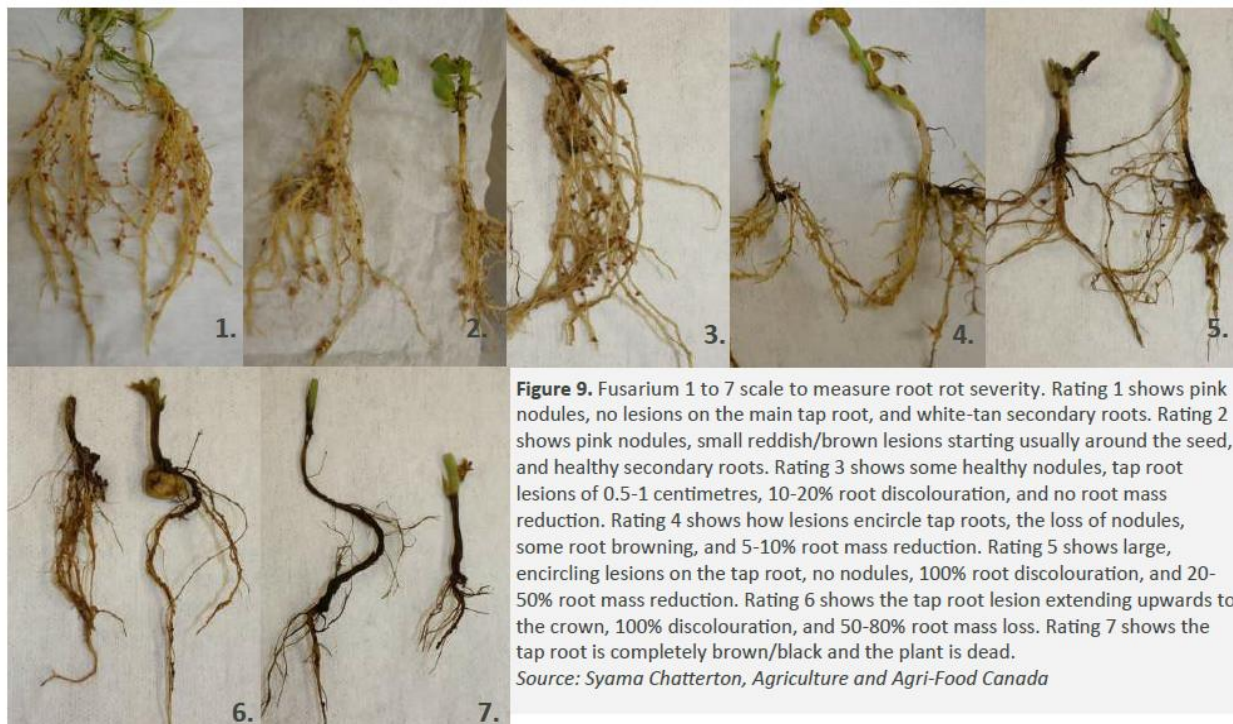 1.
2.
3.
4.
5.
6.
7.
Figure 9. Fusarium 1 to 7 scale to measure root rot severity. Rating 1 shows pink
nodules, no lesions on the main tap root, and white-tan secondary roots. Rating 2
shows pink nodules, small reddish/brown lesions starting usually around the seed,
and healthy secondary roots. Rating 3 shows some healthy nodules, tap root
lesions of 0.5-1 centimetres, 10-20% root discolouration, and no root mass
reduction. Rating 4 shows how lesions encircle tap roots, the loss of nodules,
some root browning, and 5-10% root mass reduction. Rating 5 shows large,
encircling lesions on the tap root, no nodules, 100% root discolouration, and 20-
50% root mass reduction. Rating 6 shows the tap root lesion extending upwards to
the crown, 100% discolouration, and 50-80% root mass loss. Rating 7 shows the
tap root is completely brown/black and the plant is dead.
Source: Syama Chatterton, Agriculture and Agri-Food Canada